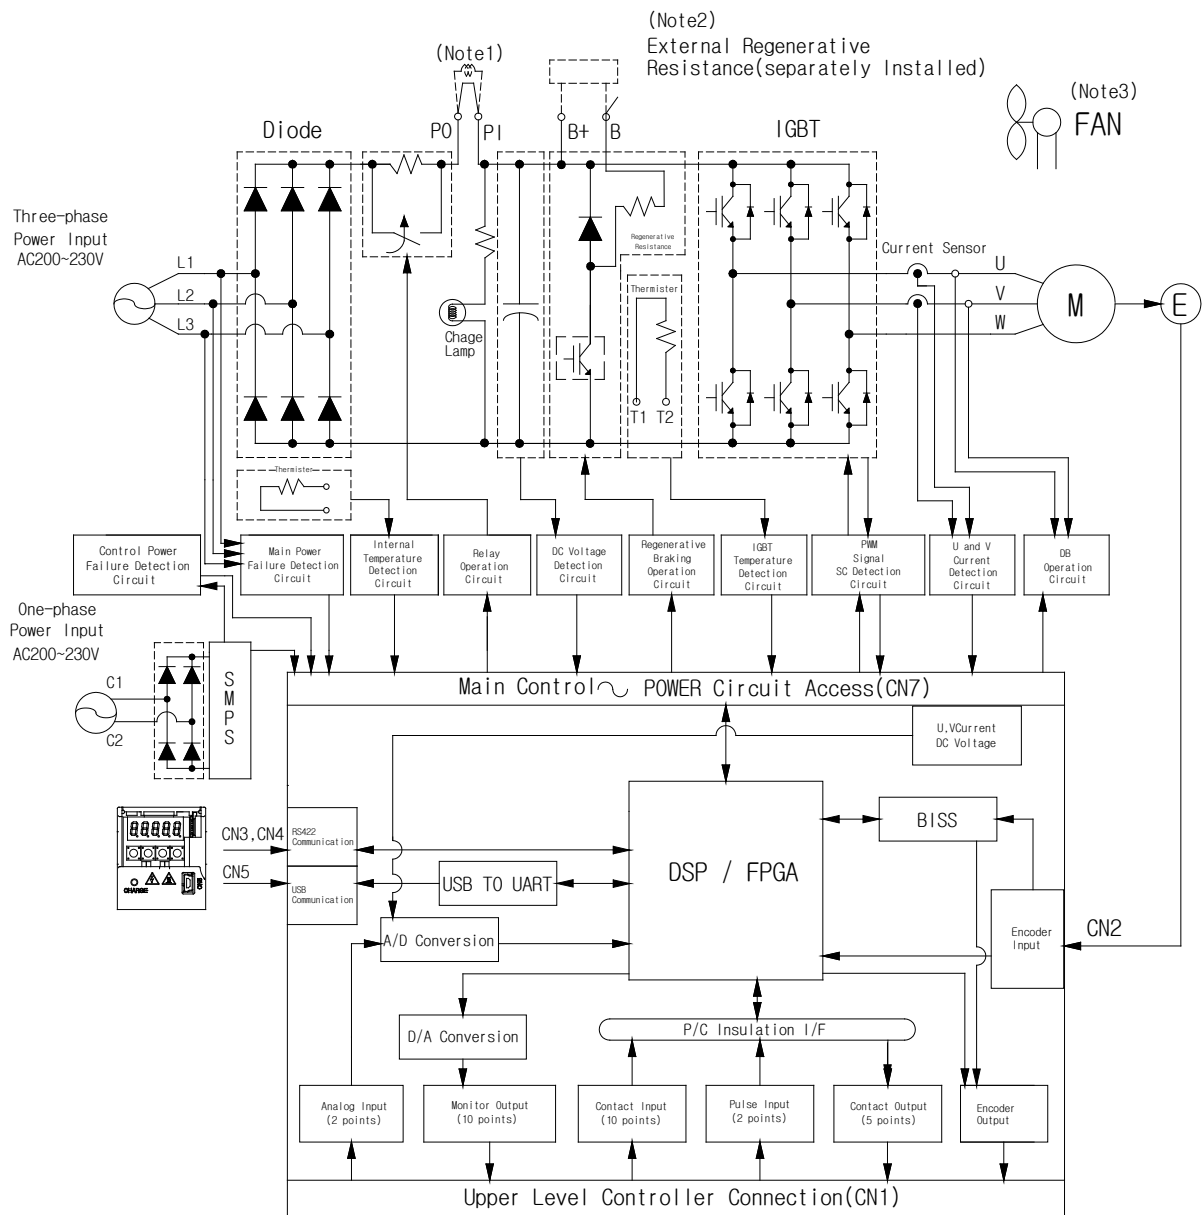 (Note2)
External Regenerative
Resistance(separately Installed)
(Note1)
(Note3)
FAN
Diode
PO
PI
B+
B
IGBT
Three-phase
Power Input
AC200~230V
L1
L2
L3
Regenerative
Resistance
Current Sensor
U
V
W
M
E
Thermister
Chage
Lamp
T1
T2
Thermister
Control Power
Failure Detection
Circuit
Main Power
Failure Detection
Circuit
Internal
Temperature
Detection
Circuit
Relay
Operation
Circuit
DC Voltage
Detection
Circuit
Regenerative
Braking
Operation
Circuit
IGBT
Temperature
Detection
Circuit
PWM
Signal
SC Detection
Circuit
U and V
Current
Detection
Circuit
DB
Operation
Circuit
One-phase
Power Input
AC200~230V
C1
C2
SMPS
Main Control～ POWER Circuit Access(CN7)
U,VCurrent
DC Voltage
CN3,CN4
RS422
Communication
CN5
USB
Communication
USB TO UART
DSP / FPGA
BISS
A/D Conversion
Encoder
Input
CN2
CHARGE
CN5
D/A Conversion
P/C Insulation I/F
Analog Input
(2 points)
Monitor Output
(10 points)
Contact Input
(10 points)
Pulse Input
(2 points)
Contact Output
(5 points)
Encoder
Output
Upper Level Controller Connection(CN1)